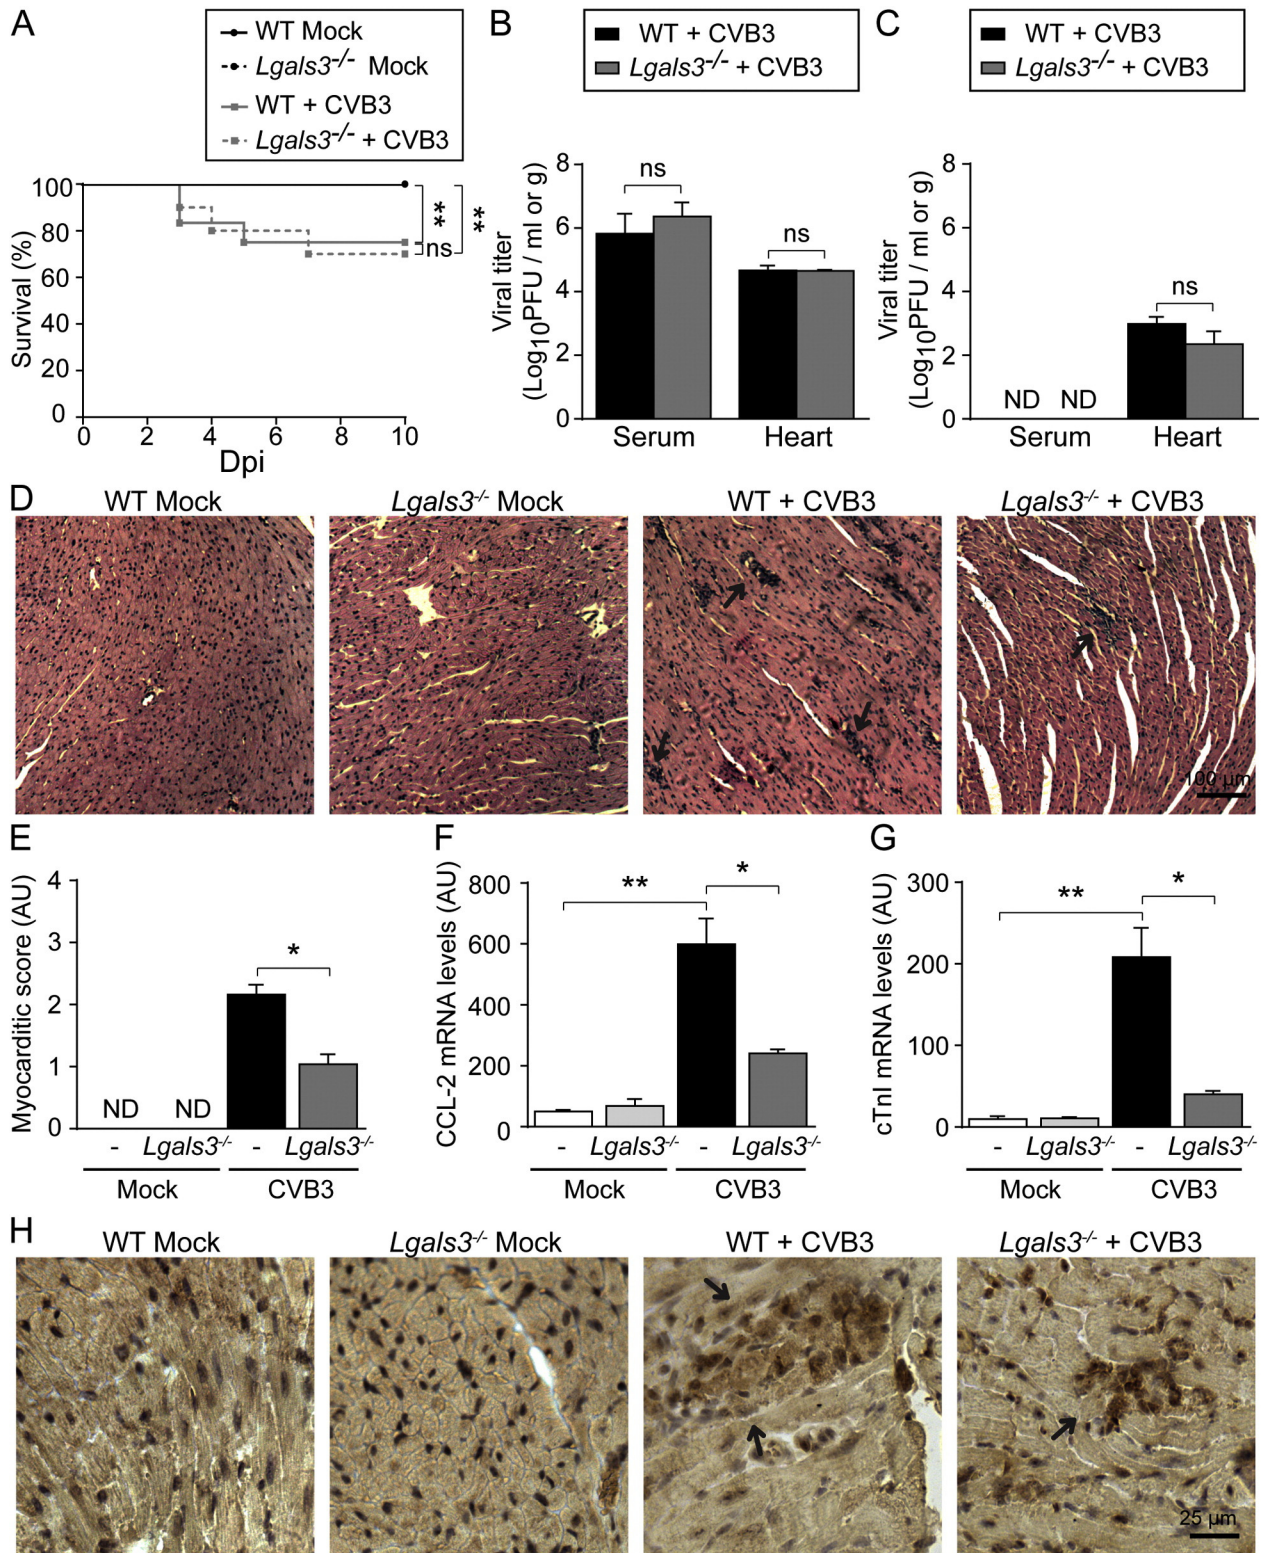 A
WT Mock
Lgals3-/- Mock
WT + CVB3
Lgals3-/- + CVB3
100
80
60
40
20
0
Survival (%)
**
**
ns
0 2 4 6 8 10
Dpi
B
WT + CVB3
Lgals3-/- + CVB3
Viral titer
(Log10PFU / ml or g)
8
6
4
2
0
ns
ns
Serum Heart
C
WT + CVB3
Lgals3-/- + CVB3
Viral titer
(Log10PFU / ml or g)
8
6
4
2
0
ND ND
ns
Serum Heart
D
WT Mock
Lgals3-/- Mock
WT + CVB3
Lgals3-/- + CVB3
100 µm
E
Myocarditic score (AU)
4
3
2
1
0
*
ND ND
- Lgals3-/- - Lgals3-/-
Mock CVB3
F
CCL-2 mRNA levels (AU)
800
600
400
200
0
** *
- Lgals3-/- - Lgals3-/-
Mock CVB3
G
cTnI mRNA levels (AU)
300
200
100
0
** *
- Lgals3-/- - Lgals3-/-
Mock CVB3
H
WT Mock
Lgals3-/- Mock
WT + CVB3
Lgals3-/- + CVB3
25 µm